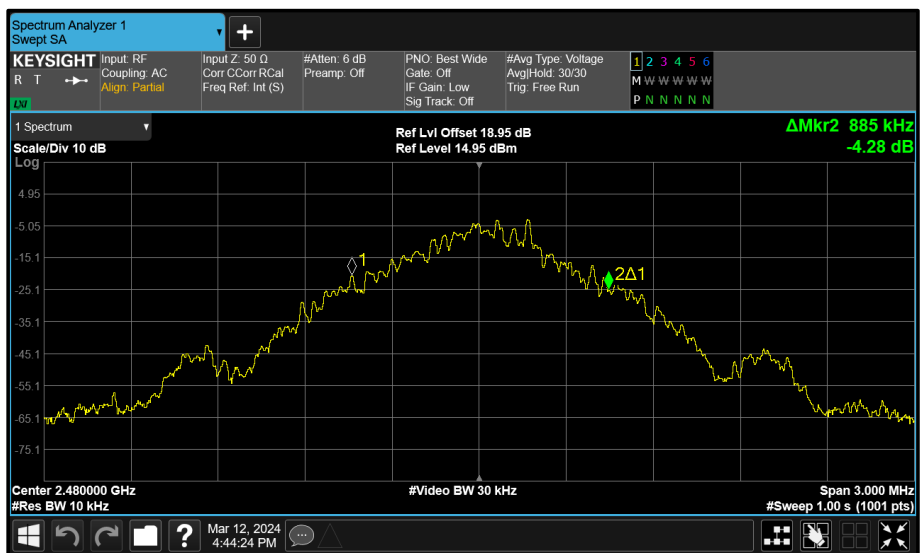 Spectrum Analyzer 1
Swept SA
+
KEYSIGHT
R T
LXI
Input: RF
Coupling: AC
Align: Partial
Input Z: 50 Ω
Corr CCorr RCal
Freq Ref: Int (S)
#Atten: 6 dB
Preamp: Off
PNO: Best Wide
Gate: Off
IF Gain: Low
Sig Track: Off
#Avg Type: Voltage
Avg|Hold: 30/30
Trig: Free Run
1 2 3 4 5 6
M W W W W W W
P N N N N N N
1 Spectrum
Scale/Div 10 dB
Ref Lvl Offset 18.95 dB
Ref Level 14.95 dBm
ΔMkr2 885 kHz
-4.28 dB
Log
4.95
-5.05
-15.1
-25.1
-35.1
-45.1
-55.1
-65.1
-75.1
1
2Δ1
Center 2.480000 GHz
#Res BW 10 kHz
#Video BW 30 kHz
Span 3.000 MHz
#Sweep 1.00 s (1001 pts)
?
Mar 12, 2024
4:44:24 PM